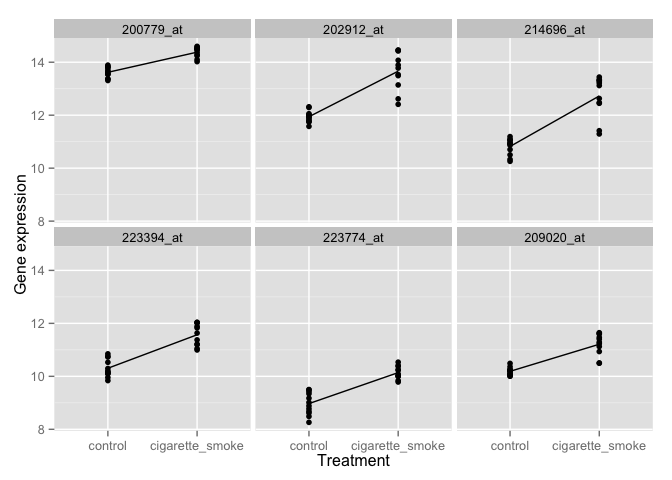 200779_at 202912_at 214696_at
14
12
10
8
223394_at 223774_at 209020_at
14
12
10
8
control cigarette_smoke control cigarette_smoke control cigarette_smoke
Treatment
Gene expression